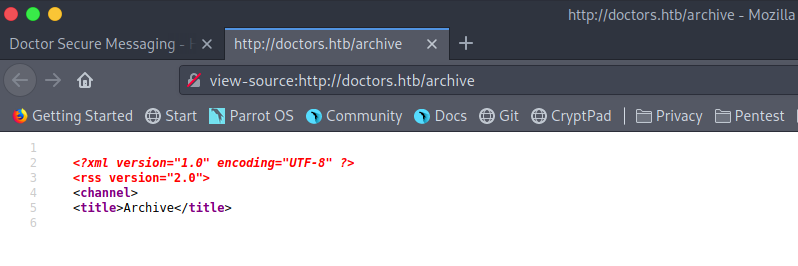 http://doctors.htb/archive - Mozilla
Doctor Secure Messaging - H
http://doctors.htb/archive
view-source:http://doctors.htb/archive
Getting Started Start Parrot OS Community Docs Git CryptPad Privacy Pentest
1
2 <?xml version="1.0" encoding="UTF-8" ?>
3 <rss version="2.0">
4 <channel>
5 <title>Archive</title>
6